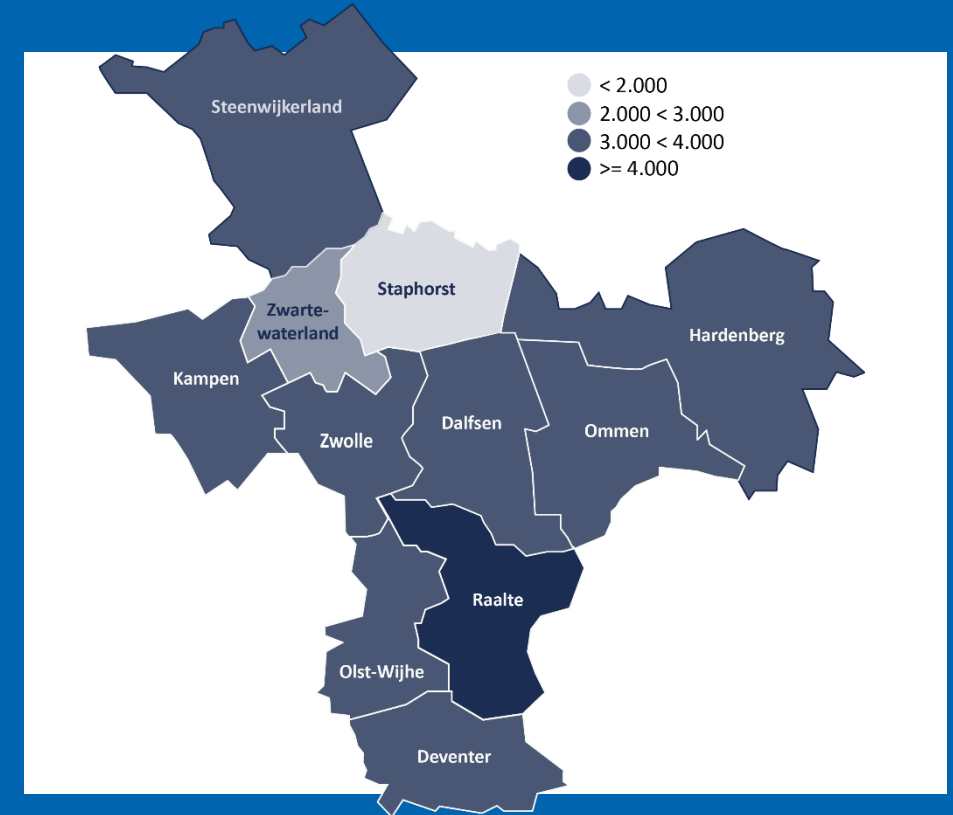 < 2.000
2.000 < 3.000
3.000 < 4.000
>= 4.000
Steenwijkerland
Staphorst
Zwarte-
waterland
Hardenberg
Kampen
Zwolle
Dalfsen
Ommen
Raalte
Olst-Wijhe
Deventer